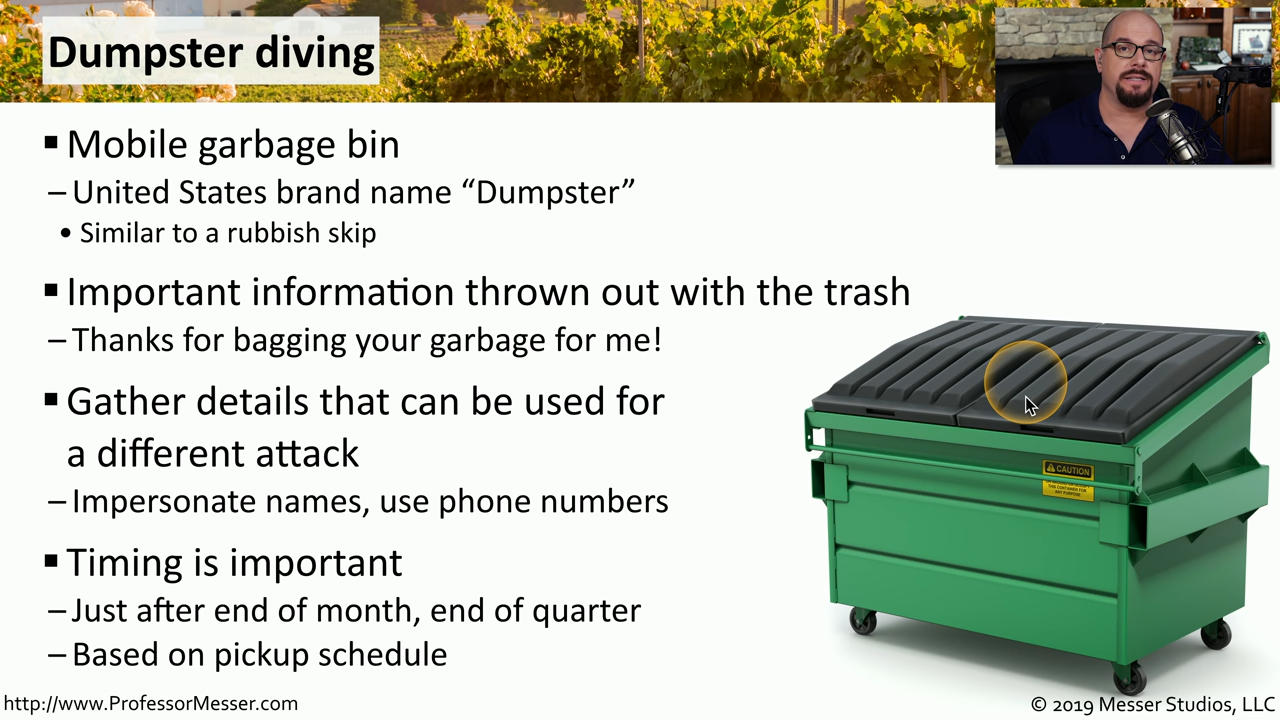 Dumpster diving
▪ Mobile garbage bin
– United States brand name “Dumpster”
• Similar to a rubbish skip
▪ Important information thrown out with the trash
– Thanks for bagging your garbage for me!
▪ Gather details that can be used for
a different attack
– Impersonate names, use phone numbers
▪ Timing is important
– Just after end of month, end of quarter
– Based on pickup schedule
CAUTION
http://www.ProfessorMesser.com
© 2019 Messer Studios, LLC